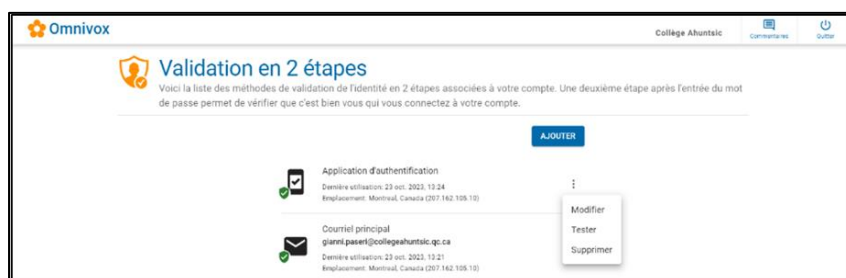 Omnivox
Collège Ahuntsic
Commentaires
Quitter
Validation en 2 étapes
Voici la liste des méthodes de validation de l'identité en 2 étapes associées à votre compte. Une deuxième étape après l'entrée du mot
de passe permet de vérifier que c'est bien vous qui vous connectez à votre compte.
AJOUTER
Application d'authentification
Dernière utilisation: 23 oct. 2023, 13:24
Emplacement: Montreal, Canada (207.162.105.10)
Modifier
Tester
Supprimer
Courriel principal
gianni.paseri@collegeahuntsic.qc.ca
Dernière utilisation: 23 oct. 2023, 13:21
Emplacement: Montreal, Canada (207.162.105.10)